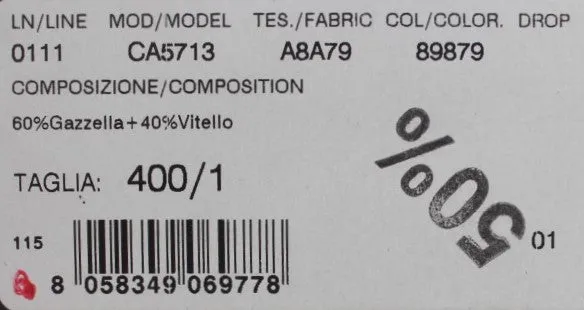 LN/LINE MOD/MODEL TES./FABRIC COL/COLOR. DROP
0111 CA5713 A8A79 89879
COMPOSIZIONE/COMPOSITION
60%Gazzella+40%Vitello
TAGLIA: 400/1
50%
115 01
8 058349 069778